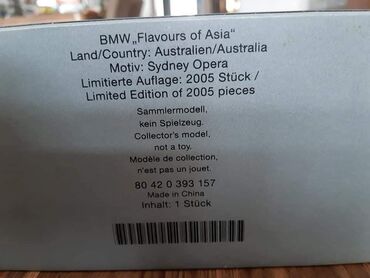 BMW „Flavours of Asia“
Land/Country: Australien/Australia
Motiv: Sydney Opera
Limitierte Auflage: 2005 Stück /
Limited Edition of 2005 pieces
Sammlermodell,
kein Spielzeug.
Collector's model,
not a toy.
Modèle de collection,
n'est pas un jouet.
80 42 0 393 157
Made in China
Inhalt: 1 Stück